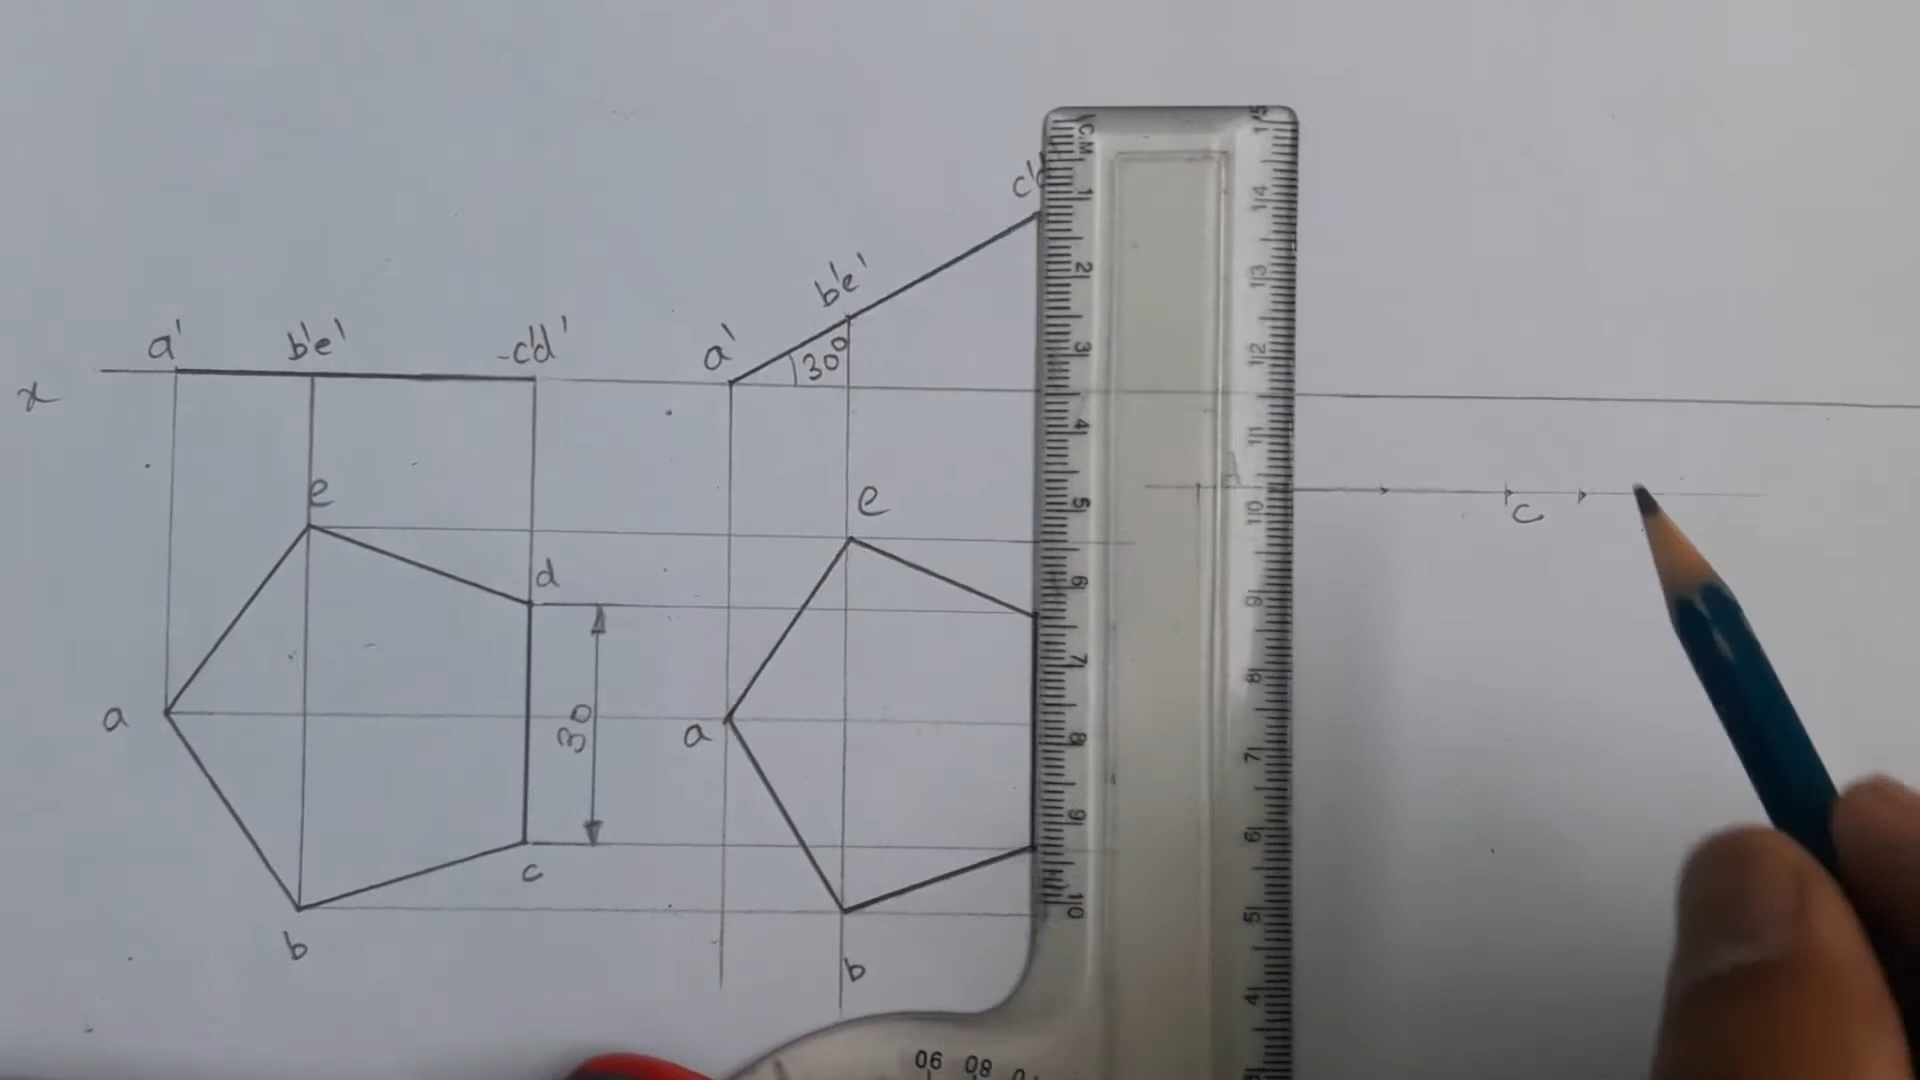 c'd
b'e'
a' b'e' -c'd' a' 30°
x
e e
d
c
a a
30
c
b b
C.M
1 2 3 4 5 6 7 8 9 10
15 14 13 12 11 10 9 8 7 6 5 4
90 80